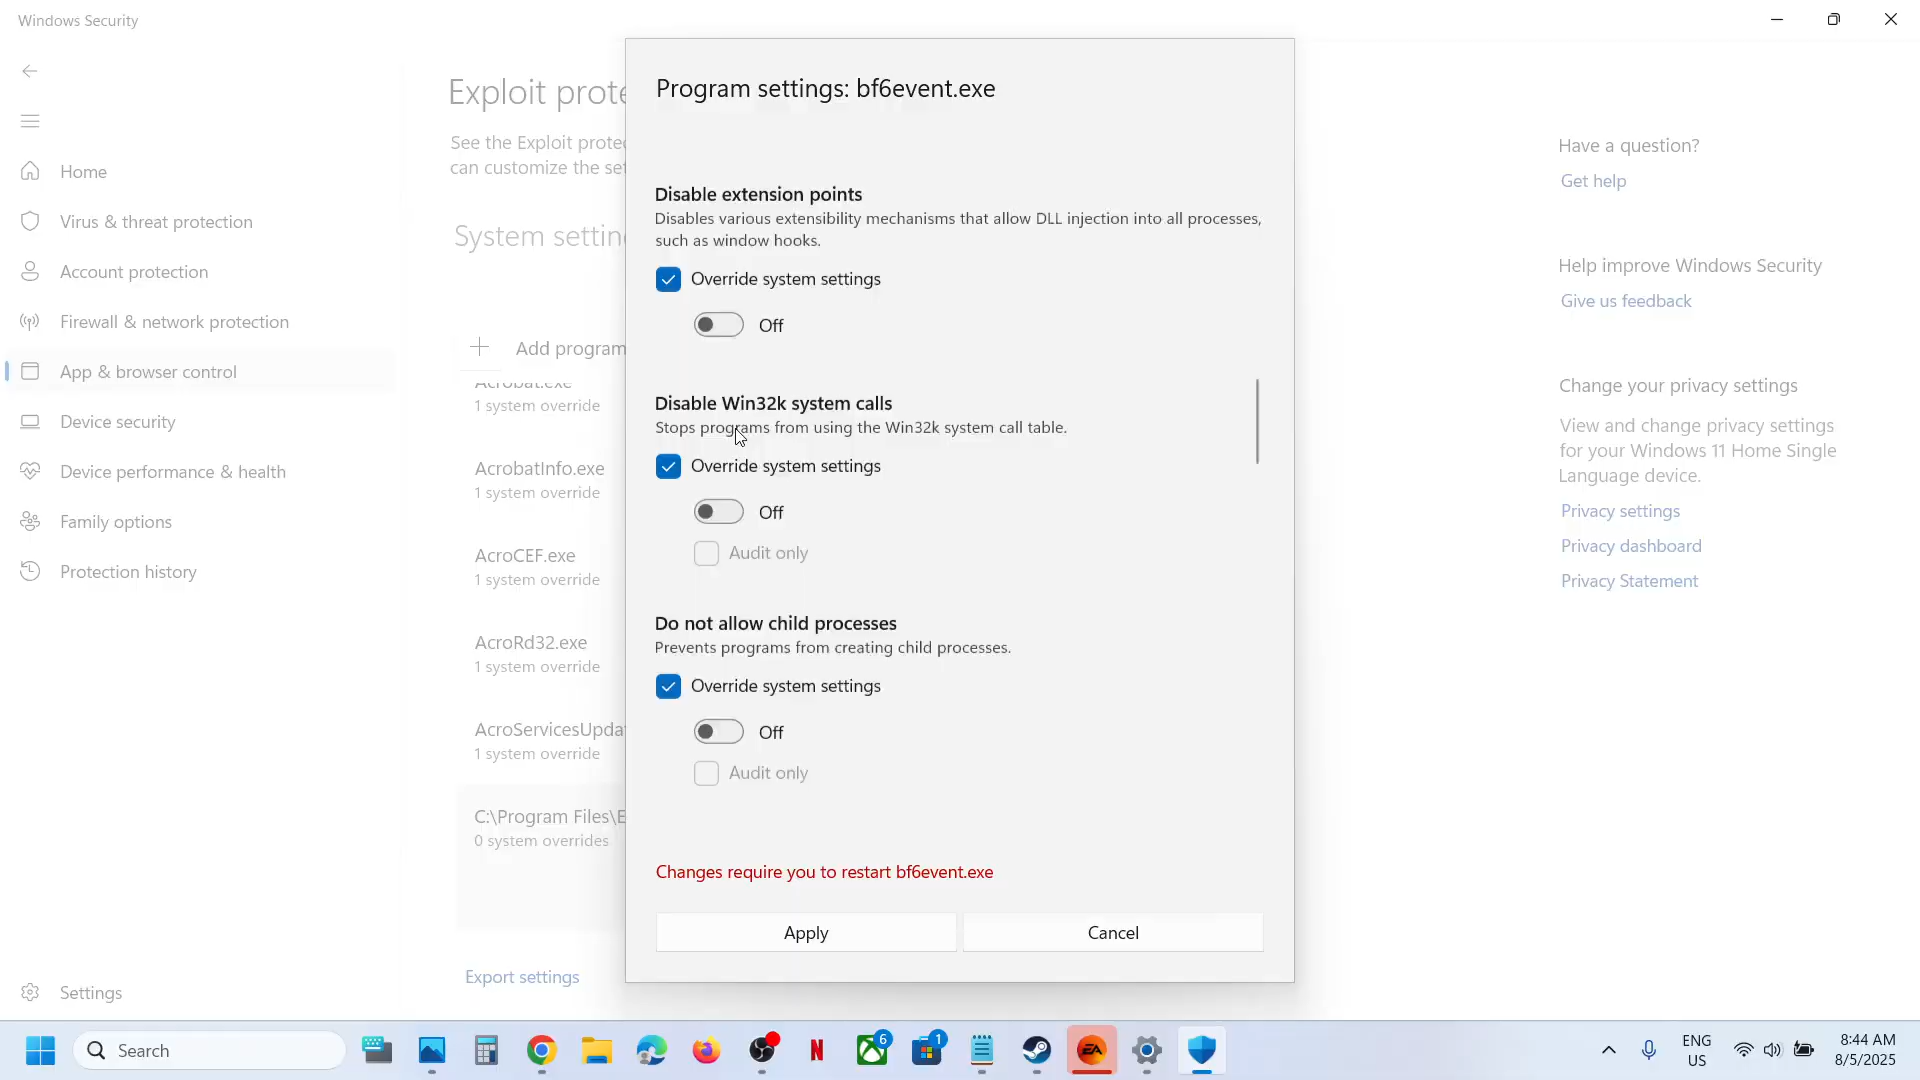 Windows Security
Home
Virus & threat protection
Account protection
Firewall & network protection
App & browser control
Device security
Device performance & health
Family options
Protection history
Settings
Exploit prote
See the Exploit protec
can customize the set
System settin
Add program
Acrobat.exe
1 system override
AcrobatInfo.exe
1 system override
AcroCEF.exe
1 system override
AcroRd32.exe
1 system override
AcroServicesUpdat
1 system override
C:\Program Files\E
0 system overrides
Export settings
Program settings: bf6event.exe
Disable extension points
Disables various extensibility mechanisms that allow DLL injection into all processes,
such as window hooks.
Override system settings
Off
Disable Win32k system calls
Stops programs from using the Win32k system call table.
Override system settings
Off
Audit only
Do not allow child processes
Prevents programs from creating child processes.
Override system settings
Off
Audit only
Changes require you to restart bf6event.exe
Apply
Cancel
Have a question?
Get help
Help improve Windows Security
Give us feedback
Change your privacy settings
View and change privacy settings
for your Windows 11 Home Single
Language device.
Privacy settings
Privacy dashboard
Privacy Statement
Search
N
6
1
EA
ENG
US
8:44 AM
8/5/2025